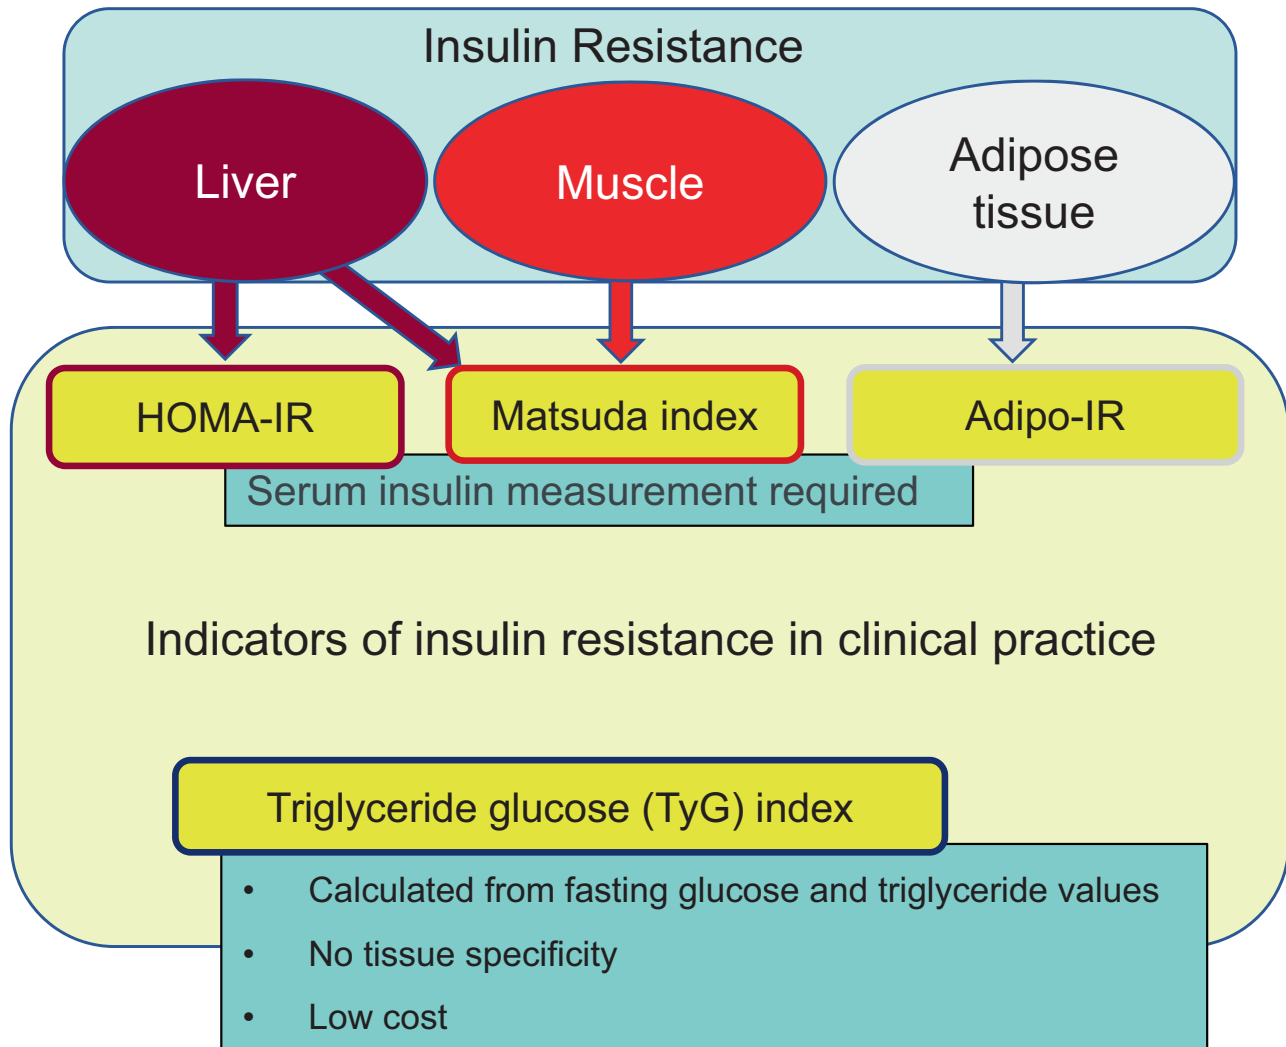 Insulin Resistance
Liver
Muscle
Adipose
tissue
HOMA-IR
Matsuda index
Adipo-IR
Serum insulin measurement required
Indicators of insulin resistance in clinical practice
Triglyceride glucose (TyG) index
• Calculated from fasting glucose and triglyceride values
• No tissue specificity
• Low cost